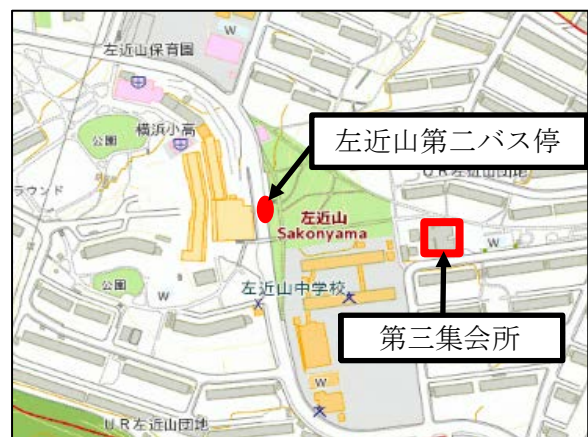 W
左近山保育園
公園
横浜小高
左近山第二バス停
UR左近山団地
ラウンド
左近山
Sakonyama
W
公園
W
左近山中学校
第三集会所
W
UR左近山団地